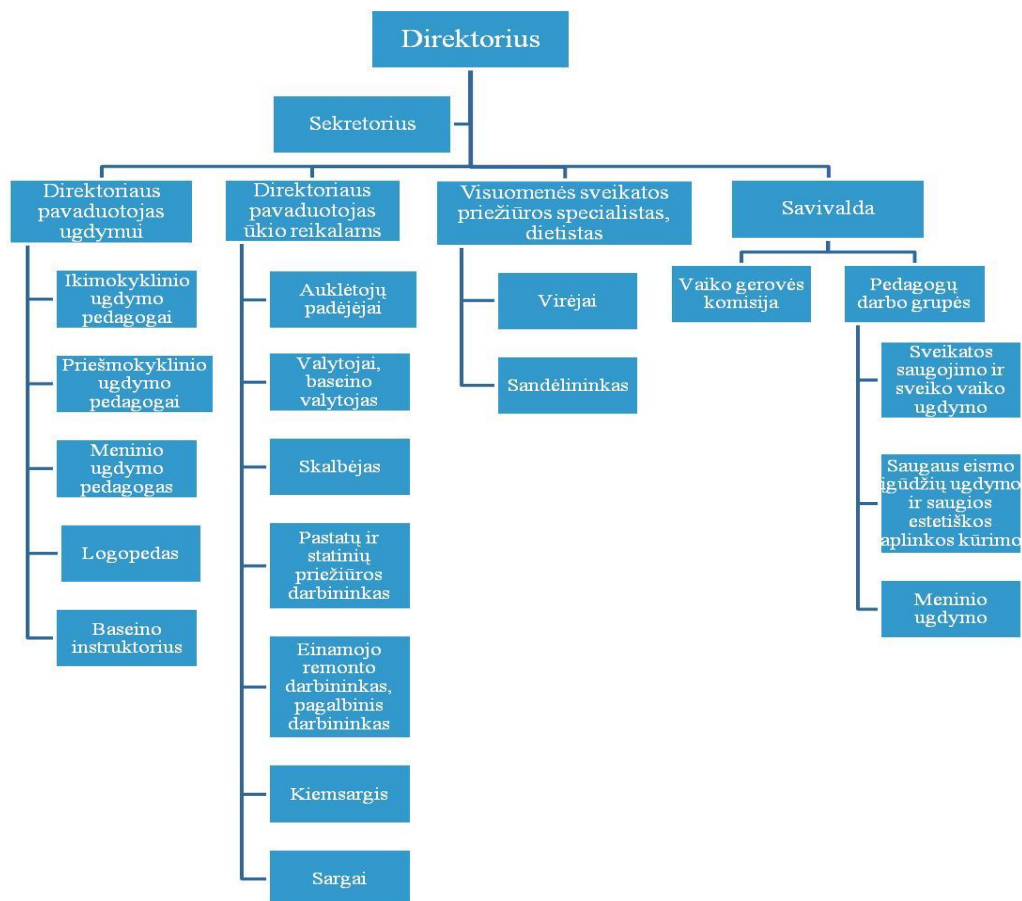 Direktorius
Sekretorius
Direktoriaus
pavaduotojas
ugdymui
Ikimokyklinio
ugdymo
pedagogai
Priešmokyklinio
ugdymo
pedagogai
Meninio
ugdymo
pedagogas
Logopedas
Baseino
instruktorius
Direktoriaus
pavaduotojas
ūkio reikalams
Auklėtojų
padėjėjai
Valytojai,
baseino
valytojas
Skalbėjas
Pastatų ir
statinių
priežiūros
darbininkas
Einamojo
remonto
darbininkas,
pagalbinis
darbininkas
Kiemsargis
Sargai
Visuomenės sveikatos
priežiūros specialistas,
dietistas
Virėjai
Sandėlininkas
Savivalda
Vaiko gerovės
komisija
Pedagogų
darbo grupės
Sveikatos
saugojimo ir
sveiko vaiko
ugdymo
Saugaus eismo
įgūdžių ugdymo
ir saugios
estetiškos
aplinkos kūrimo
Meninio
ugdymo